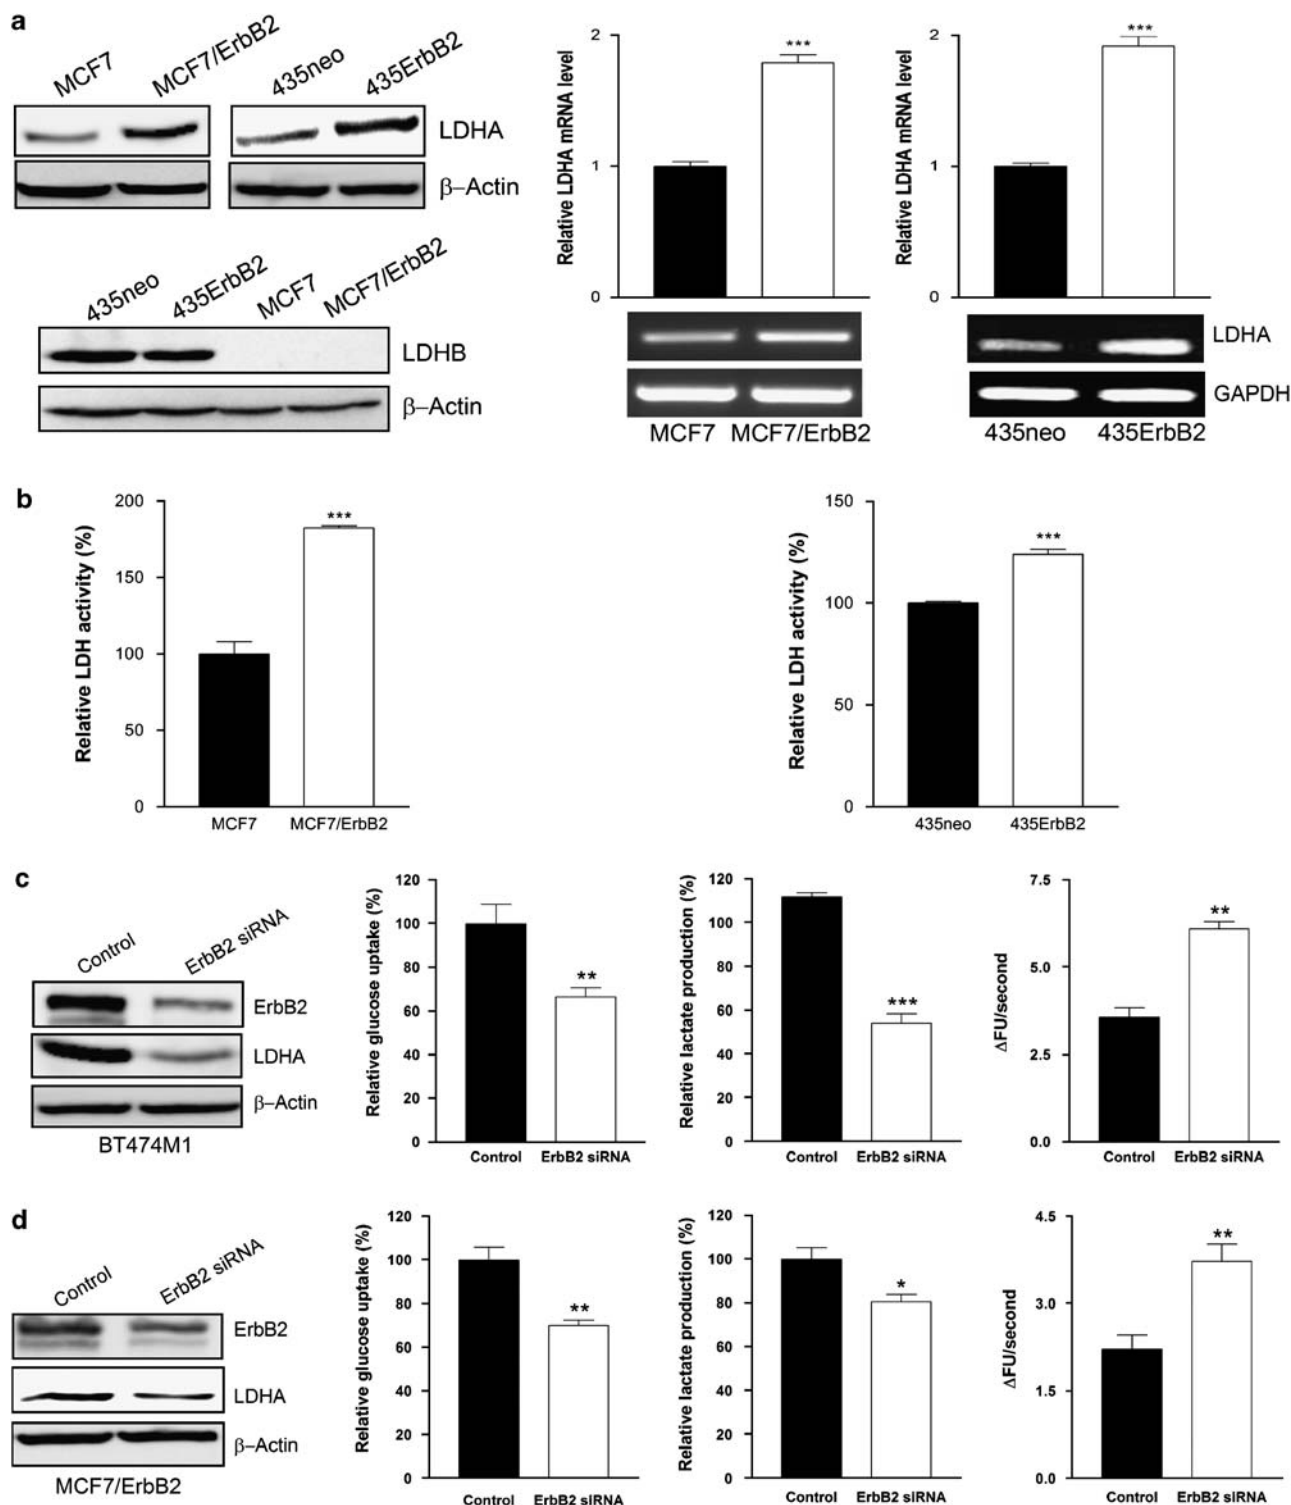 a
MCF7
MCF7/ErbB2
435neo
435ErbB2
LDHA
β–Actin
435neo
435ErbB2
MCF7
MCF7/ErbB2
LDHB
β–Actin
Relative LDHA mRNA level
2
1
0
***
MCF7
MCF7/ErbB2
Relative LDHA mRNA level
2
1
0
***
LDHA
GAPDH
435neo
435ErbB2
b
Relative LDH activity (%)
200
150
100
50
0
***
MCF7
MCF7/ErbB2
Relative LDH activity (%)
150
100
50
0
***
435neo
435ErbB2
c
Control
ErbB2 siRNA
ErbB2
LDHA
β–Actin
BT474M1
Relative glucose uptake (%)
120
100
80
60
40
20
0
**
Control
ErbB2 siRNA
Relative lactate production (%)
120
100
80
60
40
20
0
***
Control
ErbB2 siRNA
ΔFU/second
7.5
5.0
2.5
0.0
**
Control
ErbB2 siRNA
d
Control
ErbB2 siRNA
ErbB2
LDHA
β–Actin
MCF7/ErbB2
Relative glucose uptake (%)
120
100
80
60
40
20
0
**
Control
ErbB2 siRNA
Relative lactate production (%)
120
100
80
60
40
20
0
*
Control
ErbB2 siRNA
ΔFU/second
4.5
3.0
1.5
0.0
**
Control
ErbB2 siRNA